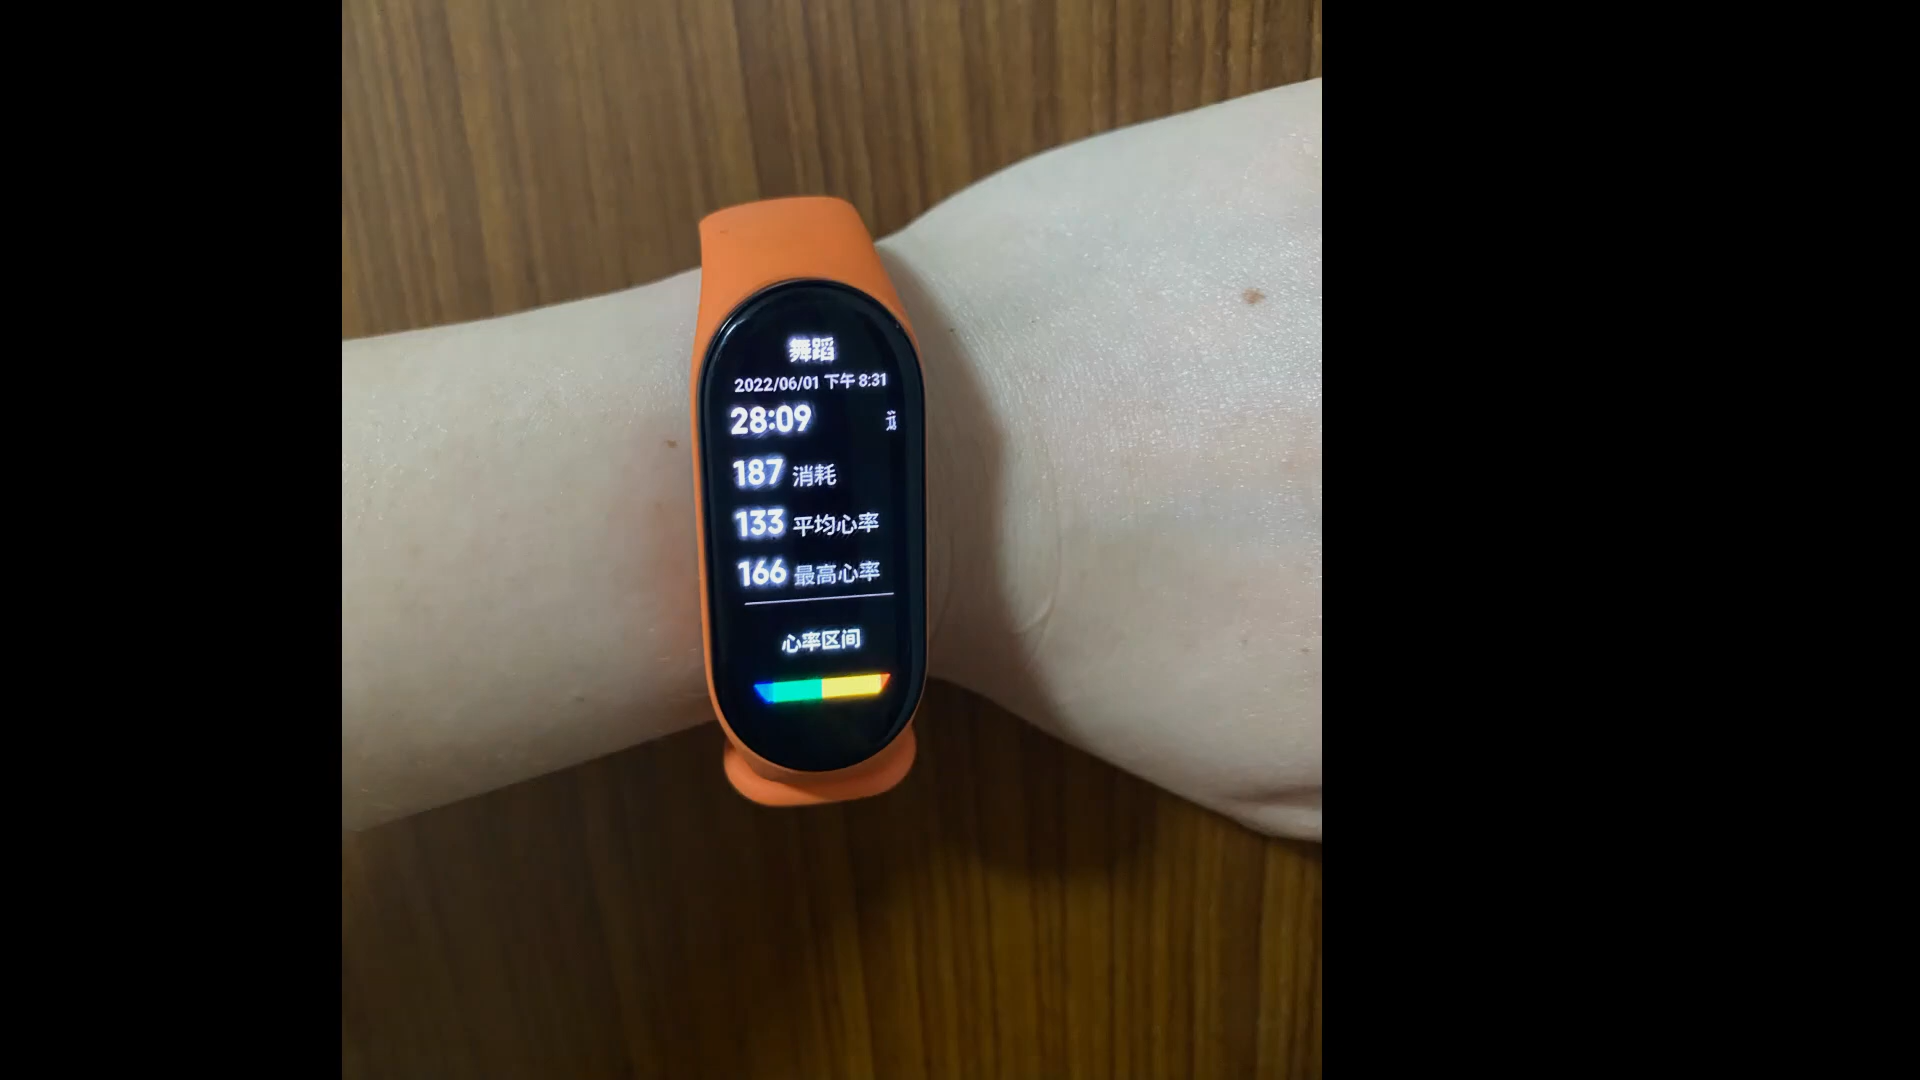 舞蹈
2022/06/01 下午 8:31
28:09
187 消耗
133 平均心率
166 最高心率
心率区间